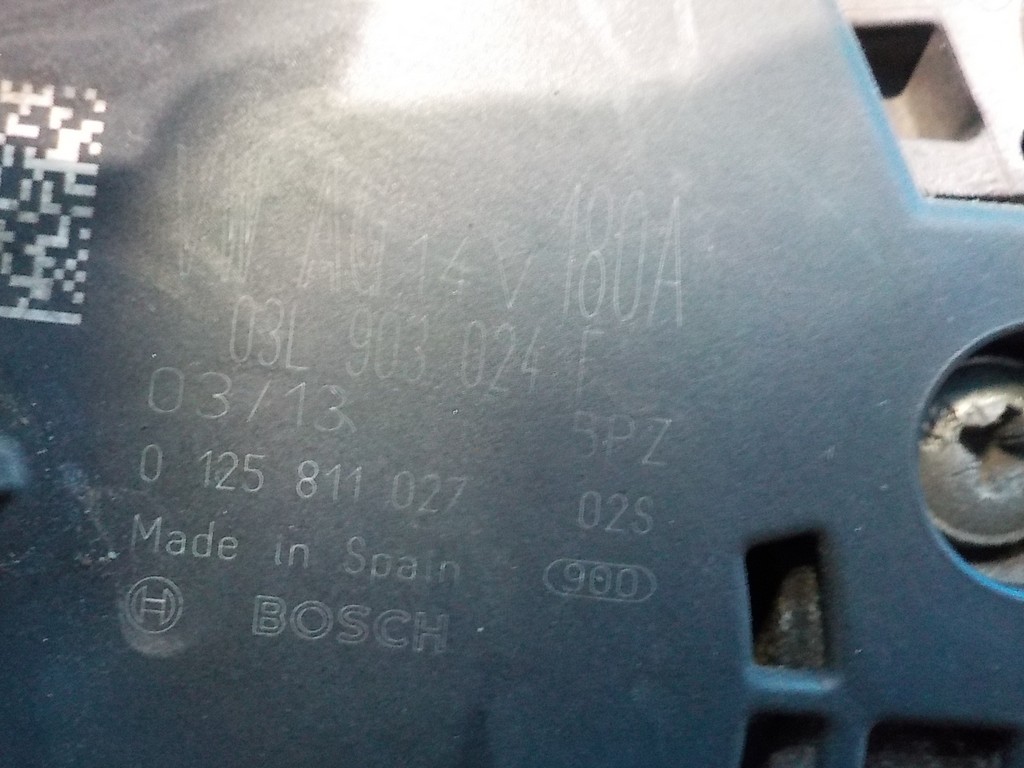 VW AG 14V 180A
03L 903 024 F
03/13 5PZ
0 125 811 027 02S
Made in Spain 900
BOSCH